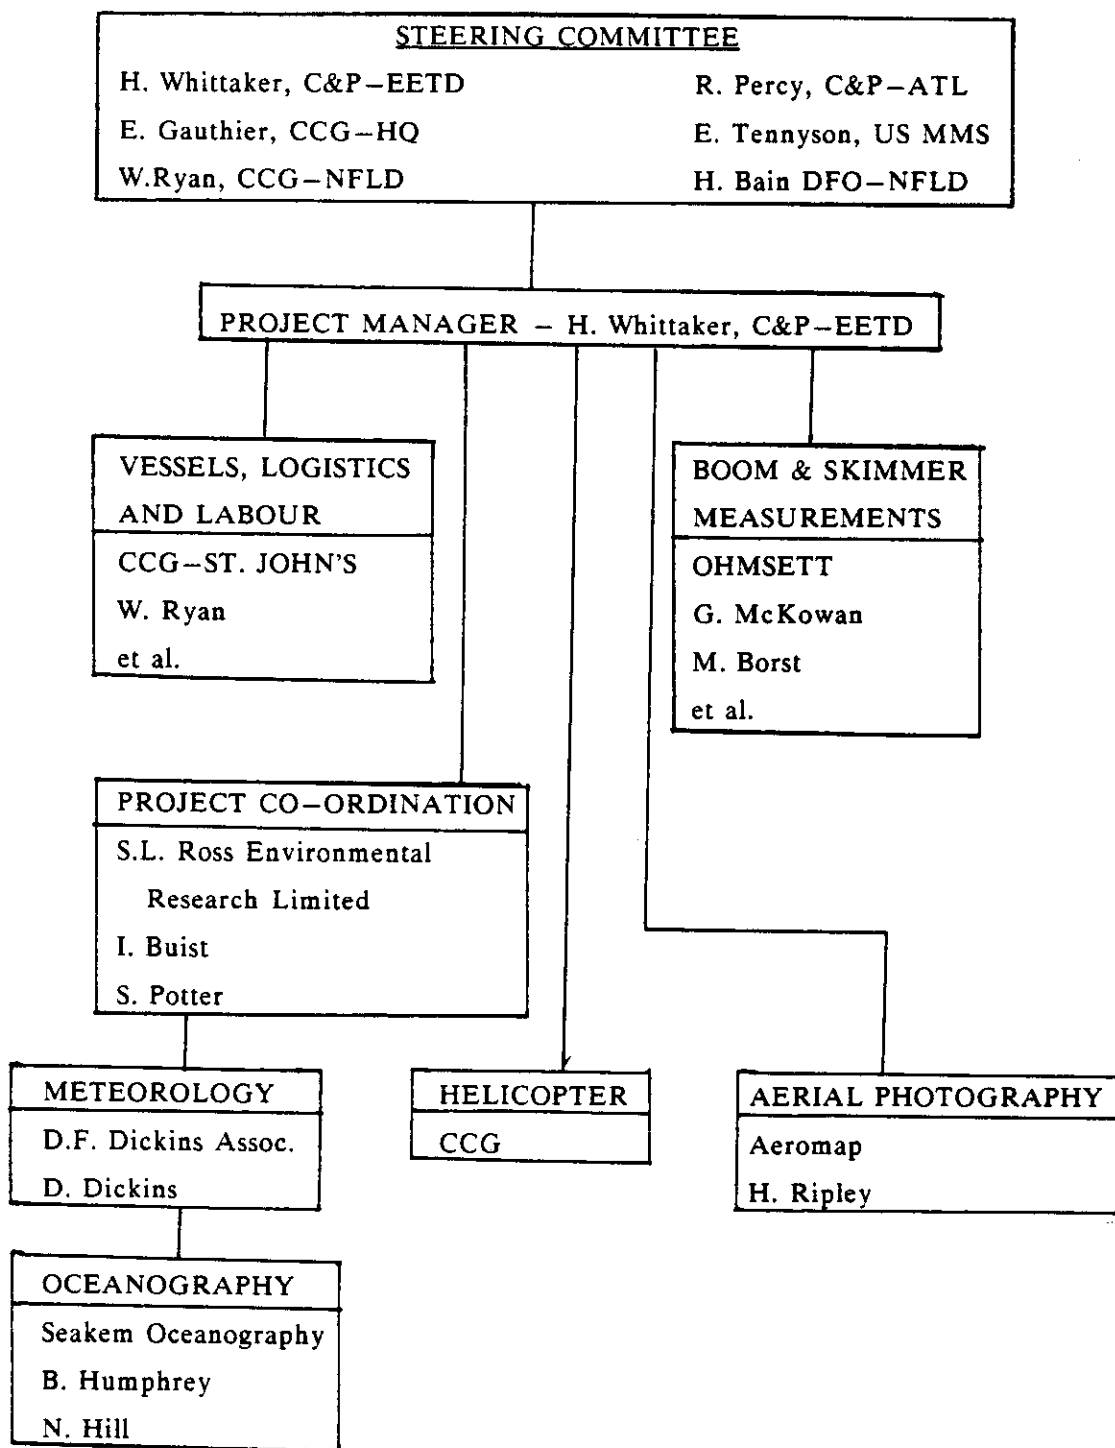 STEERING COMMITTEE
H. Whittaker, C&P-EETD
R. Percy, C&P-ATL
E. Gauthier, CCG-HQ
E. Tennyson, US MMS
W.Ryan, CCG-NFLD
H. Bain DFO-NFLD
PROJECT MANAGER - H. Whittaker, C&P-EETD
VESSELS, LOGISTICS
AND LABOUR
CCG-ST. JOHN'S
W. Ryan
et al.
BOOM & SKIMMER
MEASUREMENTS
OHMSETT
G. McKowan
M. Borst
et al.
PROJECT CO-ORDINATION
S.L. Ross Environmental
Research Limited
I. Buist
S. Potter
METEOROLOGY
D.F. Dickins Assoc.
D. Dickins
HELICOPTER
CCG
AERIAL PHOTOGRAPHY
Aeromap
H. Ripley
OCEANOGRAPHY
Seakem Oceanography
B. Humphrey
N. Hill